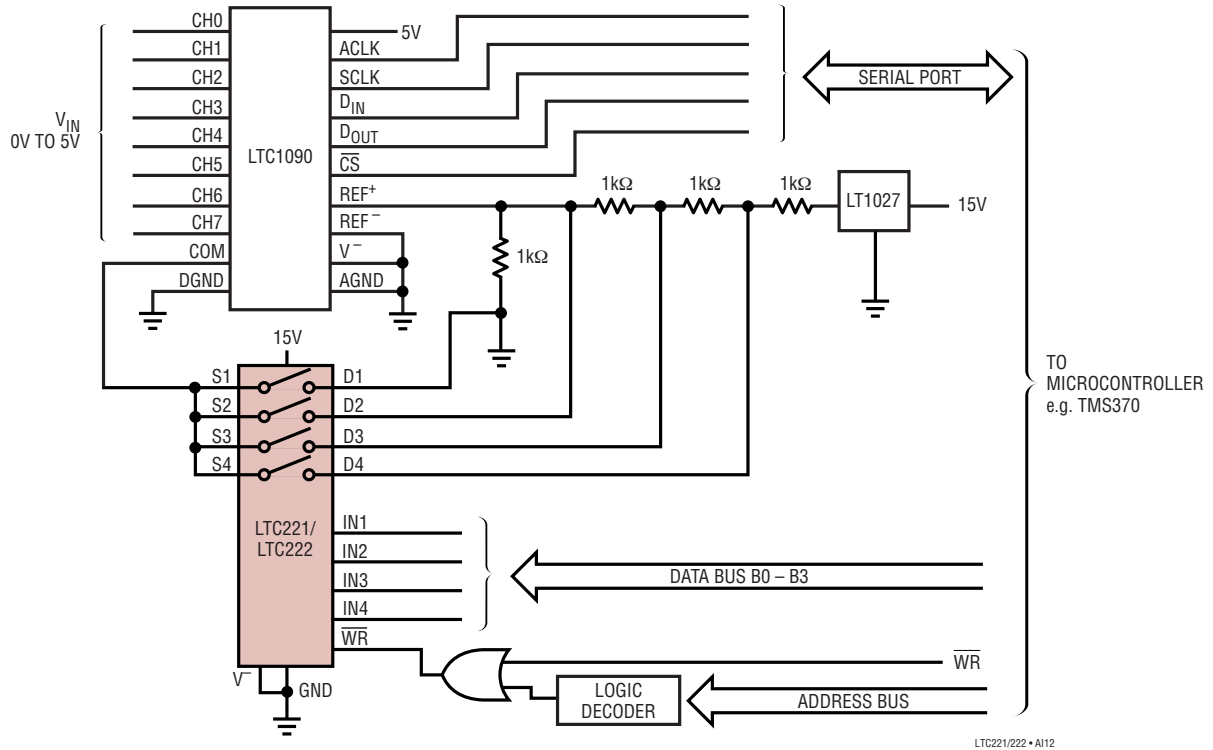 CH0
CH1
CH2
CH3
CH4
CH5
CH6
CH7
COM
DGND
VIN
0V TO 5V
LTC1090
5V
ACLK
SCLK
DIN
DOUT
CS
REF+
REF–
V–
AGND
SERIAL PORT
1kΩ
1kΩ
1kΩ
1kΩ
LT1027
15V
15V
S1
S2
S3
S4
D1
D2
D3
D4
LTC221/
LTC222
IN1
IN2
IN3
IN4
WR
V–
GND
DATA BUS B0 – B3
WR
LOGIC
DECODER
ADDRESS BUS
TO
MICROCONTROLLER
e.g. TMS370
LTC221/222 • AI12